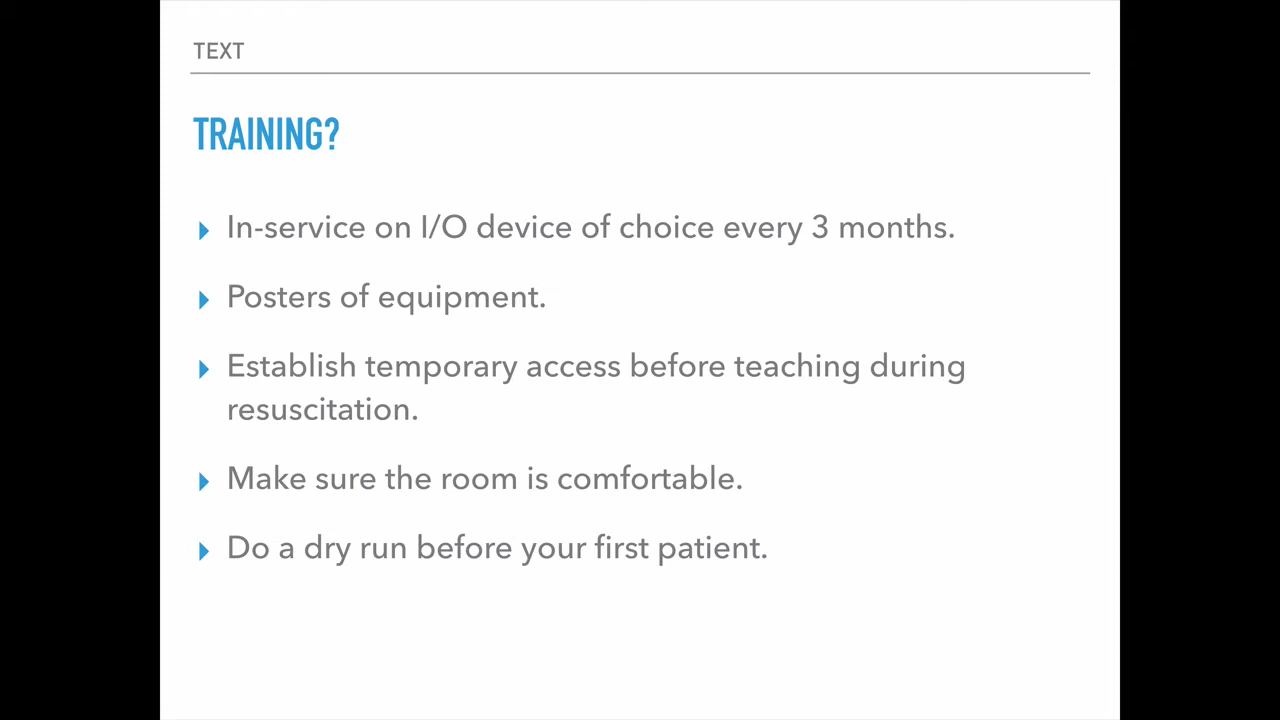 TEXT
TRAINING?
In-service on I/O device of choice every 3 months.
Posters of equipment.
Establish temporary access before teaching during
resuscitation.
Make sure the room is comfortable.
Do a dry run before your first patient.